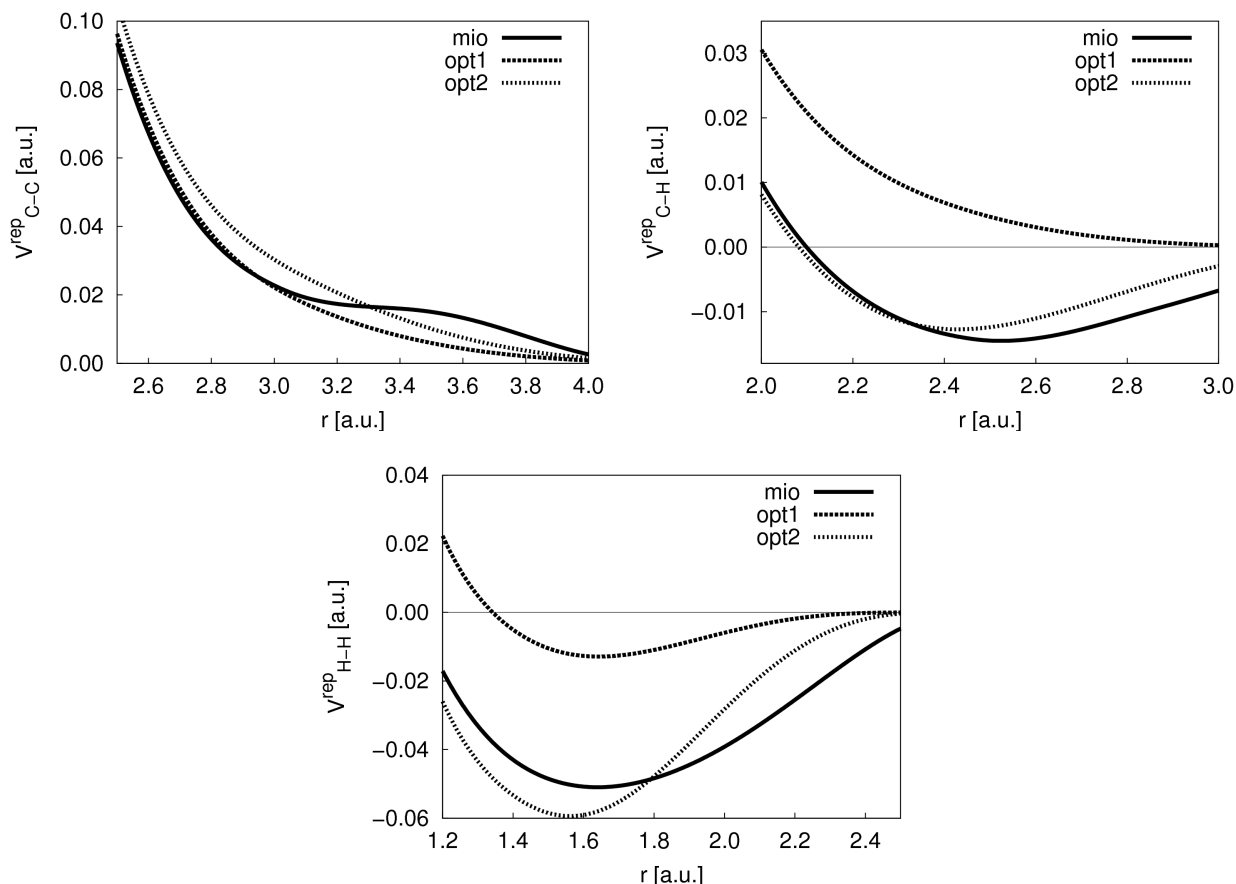 0.10
0.08
0.06
0.04
0.02
0.00
V^rep_C−C [a.u.]
mio
opt1
opt2
2.6 2.8 3.0 3.2 3.4 3.6 3.8 4.0
r [a.u.]
0.03
0.02
0.01
0.00
−0.01
V^rep_C−H [a.u.]
mio
opt1
opt2
2.0 2.2 2.4 2.6 2.8 3.0
r [a.u.]
0.04
0.02
0.00
−0.02
−0.04
−0.06
V^rep_H−H [a.u.]
mio
opt1
opt2
1.2 1.4 1.6 1.8 2.0 2.2 2.4
r [a.u.]